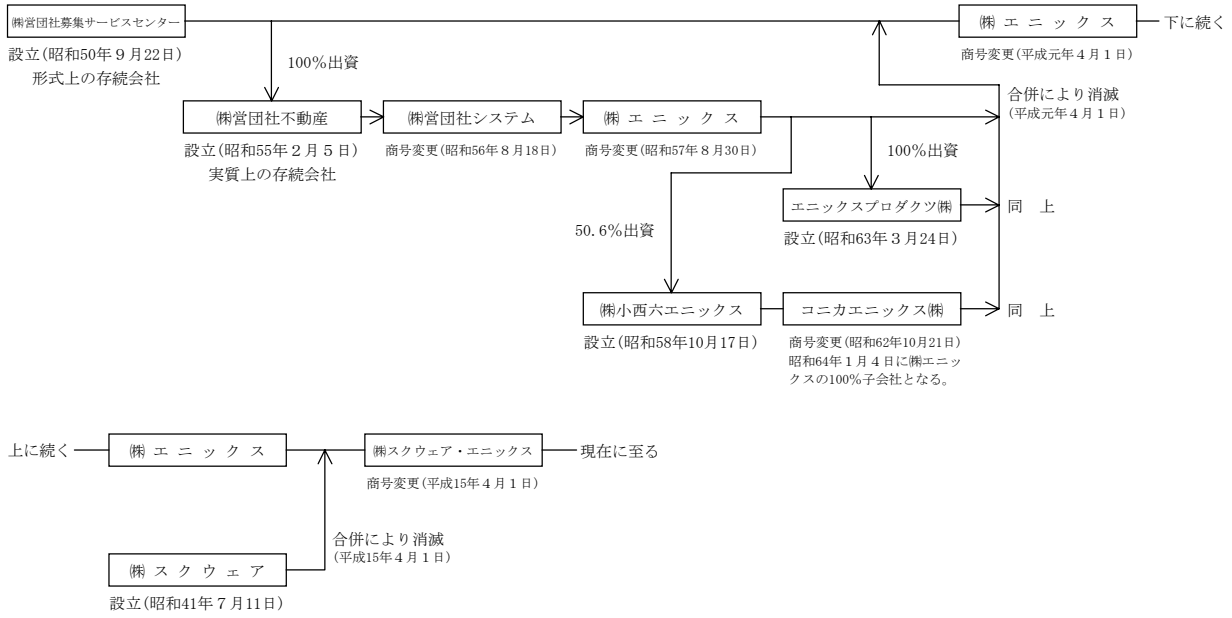 ㈱営団社募集サービスセンター
㈱ エ ニ ッ ク ス
下に続く
設立(昭和50年９月22日)
形式上の存続会社
商号変更(平成元年４月１日)
100％出資
合併により消滅
(平成元年４月１日)
㈱営団社不動産
㈱営団社システム
㈱ エ ニ ッ ク ス
設立(昭和55年２月５日)
実質上の存続会社
商号変更(昭和56年８月18日)
商号変更(昭和57年８月30日)
100％出資
エニックスプロダクツ㈱
同　上
設立(昭和63年３月24日)
50.6％出資
㈱小西六エニックス
コニカエニックス㈱
同　上
設立(昭和58年10月17日)
商号変更(昭和62年10月21日)
昭和64年１月４日に㈱エニッ
クスの100％子会社となる。
上に続く
㈱ エ ニ ッ ク ス
㈱スクウェア・エニックス
現在に至る
商号変更(平成15年４月１日)
合併により消滅
(平成15年４月１日)
㈱ ス ク ウ ェ ア
設立(昭和41年７月11日)